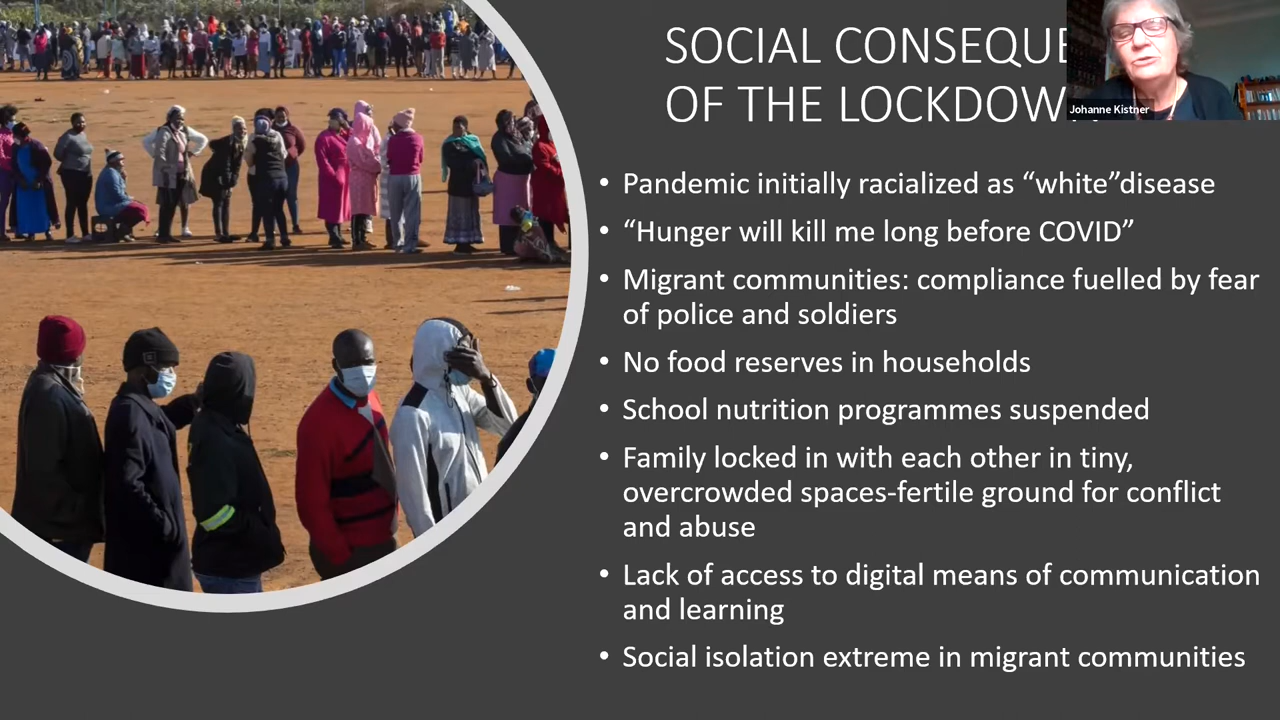 SOCIAL CONSEQUE
OF THE LOCKDOWN
Johanne Kistner
• Pandemic initially racialized as “white”disease
• “Hunger will kill me long before COVID”
• Migrant communities: compliance fuelled by fear
of police and soldiers
• No food reserves in households
• School nutrition programmes suspended
• Family locked in with each other in tiny,
overcrowded spaces-fertile ground for conflict
and abuse
• Lack of access to digital means of communication
and learning
• Social isolation extreme in migrant communities